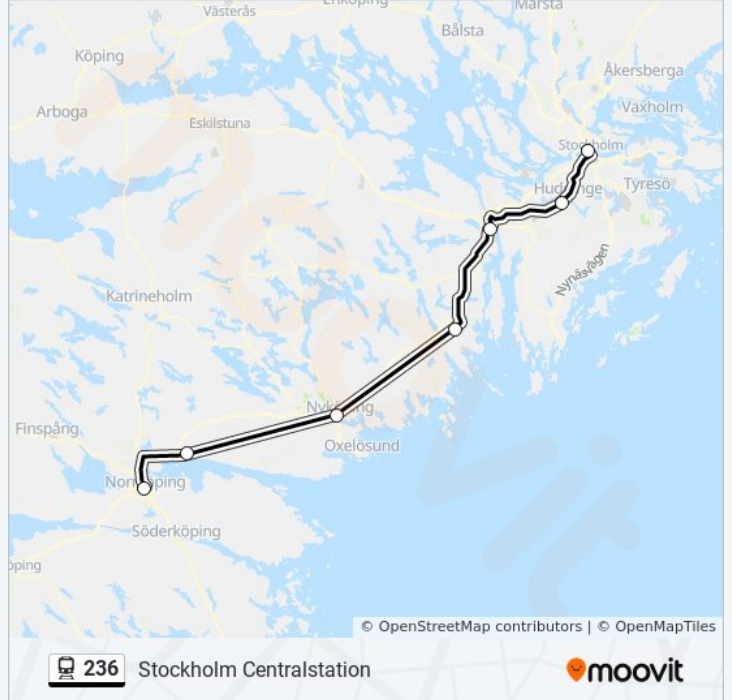 Västerås
Enköping
Märsta
Bålsta
Köping
Åkersberga
Arboga
Vaxholm
Eskilstuna
Stockholm
Huddinge
Tyresö
Nynäsvägen
Katrineholm
Nyköping
Finspång
Oxelösund
Norrköping
Söderköping
öping
© OpenStreetMap contributors | © OpenMapTiles
236 Stockholm Centralstation
moovit